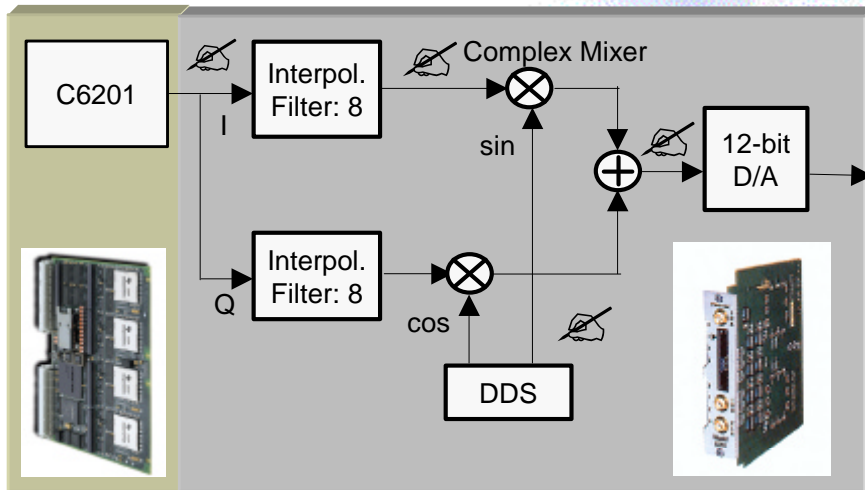 Complex Mixer
C6201
Interpol.
Filter: 8
I
sin
12-bit
D/A
Interpol.
Filter: 8
Q
cos
DDS